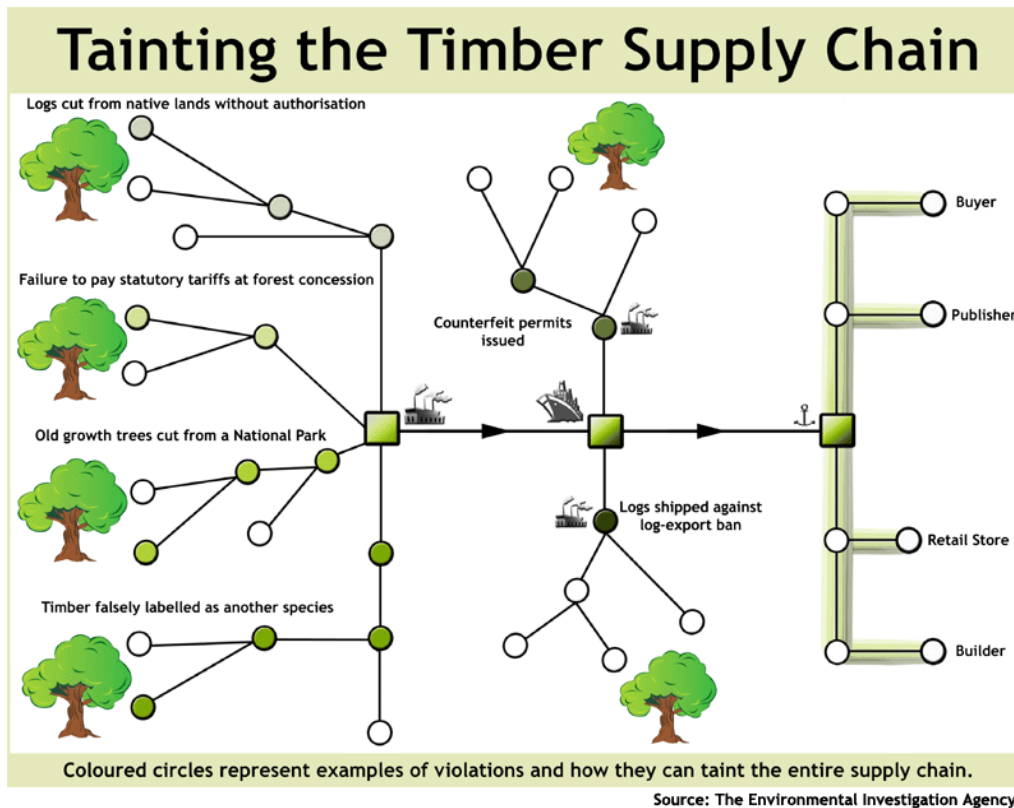 Tainting the Timber Supply Chain
Logs cut from native lands without authorisation
Failure to pay statutory tariffs at forest concession
Old growth trees cut from a National Park
Timber falsely labelled as another species
Counterfeit permits
issued
Logs shipped against
log-export ban
Buyer
Publisher
Retail Store
Builder
Coloured circles represent examples of violations and how they can taint the entire supply chain.
Source: The Environmental Investigation Agency